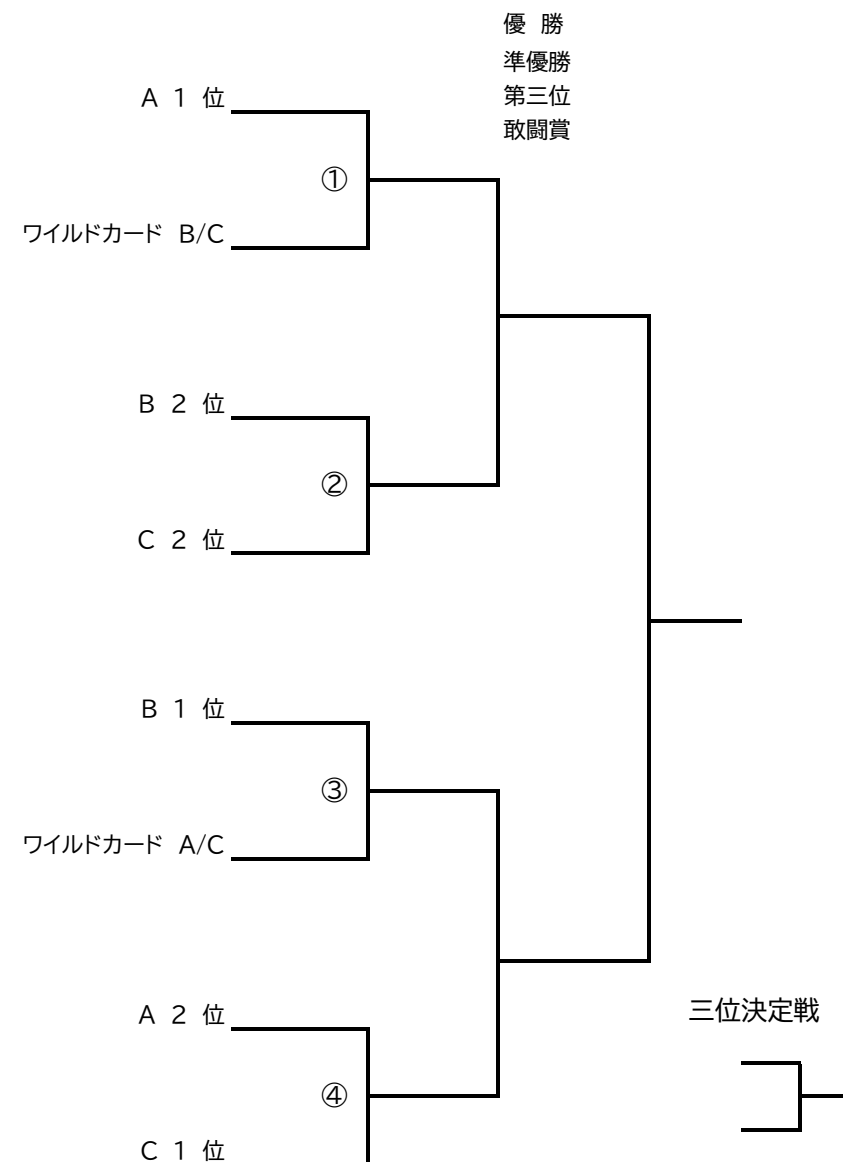 優 勝
準優勝
第三位
敢闘賞
A 1 位
①
ワイルドカード B/C
B 2 位
②
C 2 位
B 1 位
③
ワイルドカード A/C
A 2 位
三位決定戦
④
C 1 位